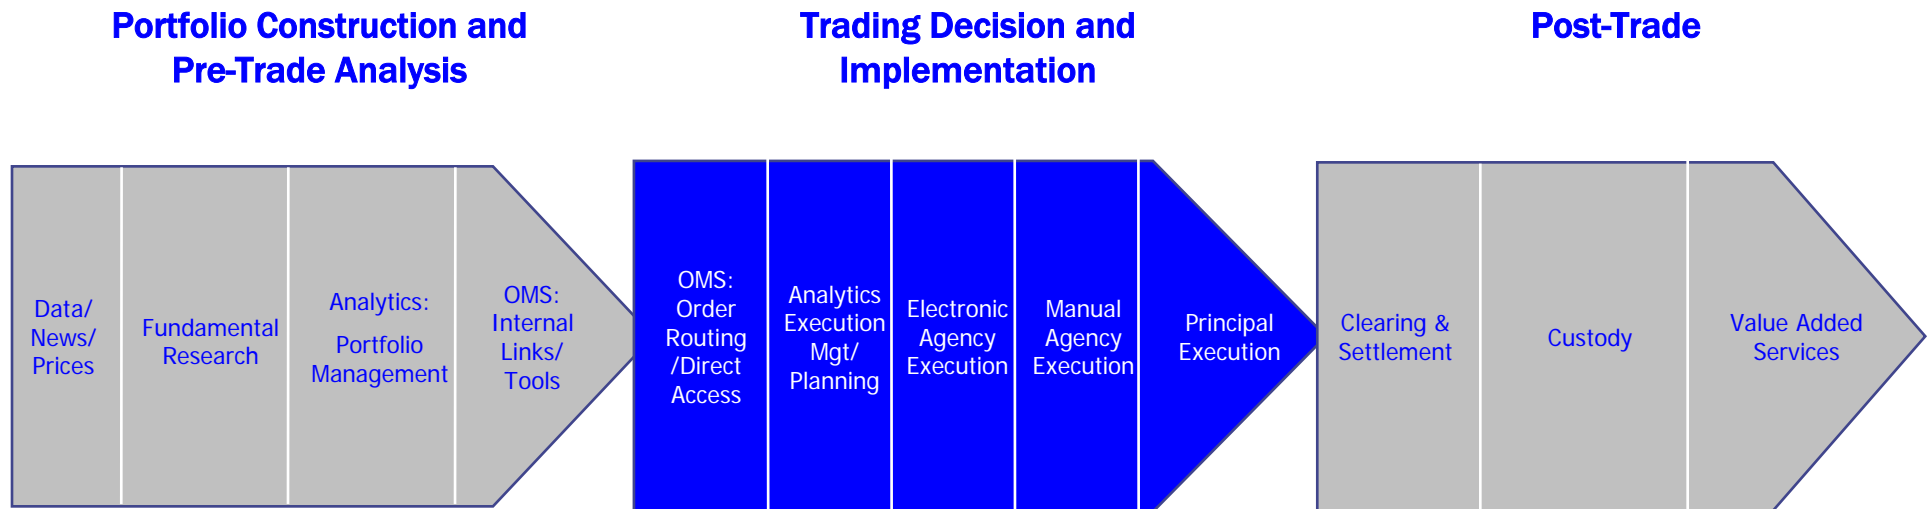 Portfolio Construction and
Pre-Trade Analysis
Trading Decision and
Implementation
Post-Trade
Data/
News/
Prices
Fundamental
Research
Analytics:
Portfolio
Management
OMS:
Internal
Links/
Tools
OMS:
Order
Routing
/Direct
Access
Analytics
Execution
Mgt/
Planning
Electronic
Agency
Execution
Manual
Agency
Execution
Principal
Execution
Clearing &
Settlement
Custody
Value Added
Services